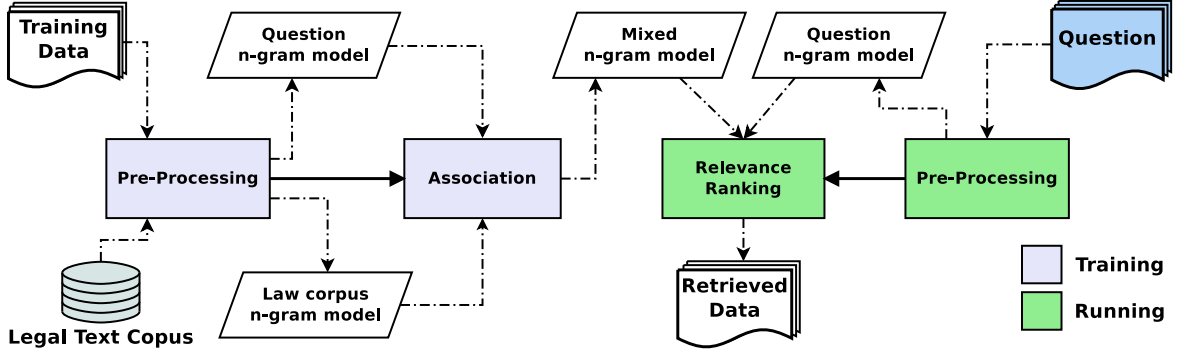 Training
Data
Question
n-gram model
Mixed
n-gram model
Question
n-gram model
Question
Pre-Processing
Association
Relevance
Ranking
Pre-Processing
Legal Text Copus
Law corpus
n-gram model
Retrieved
Data
Training
Running